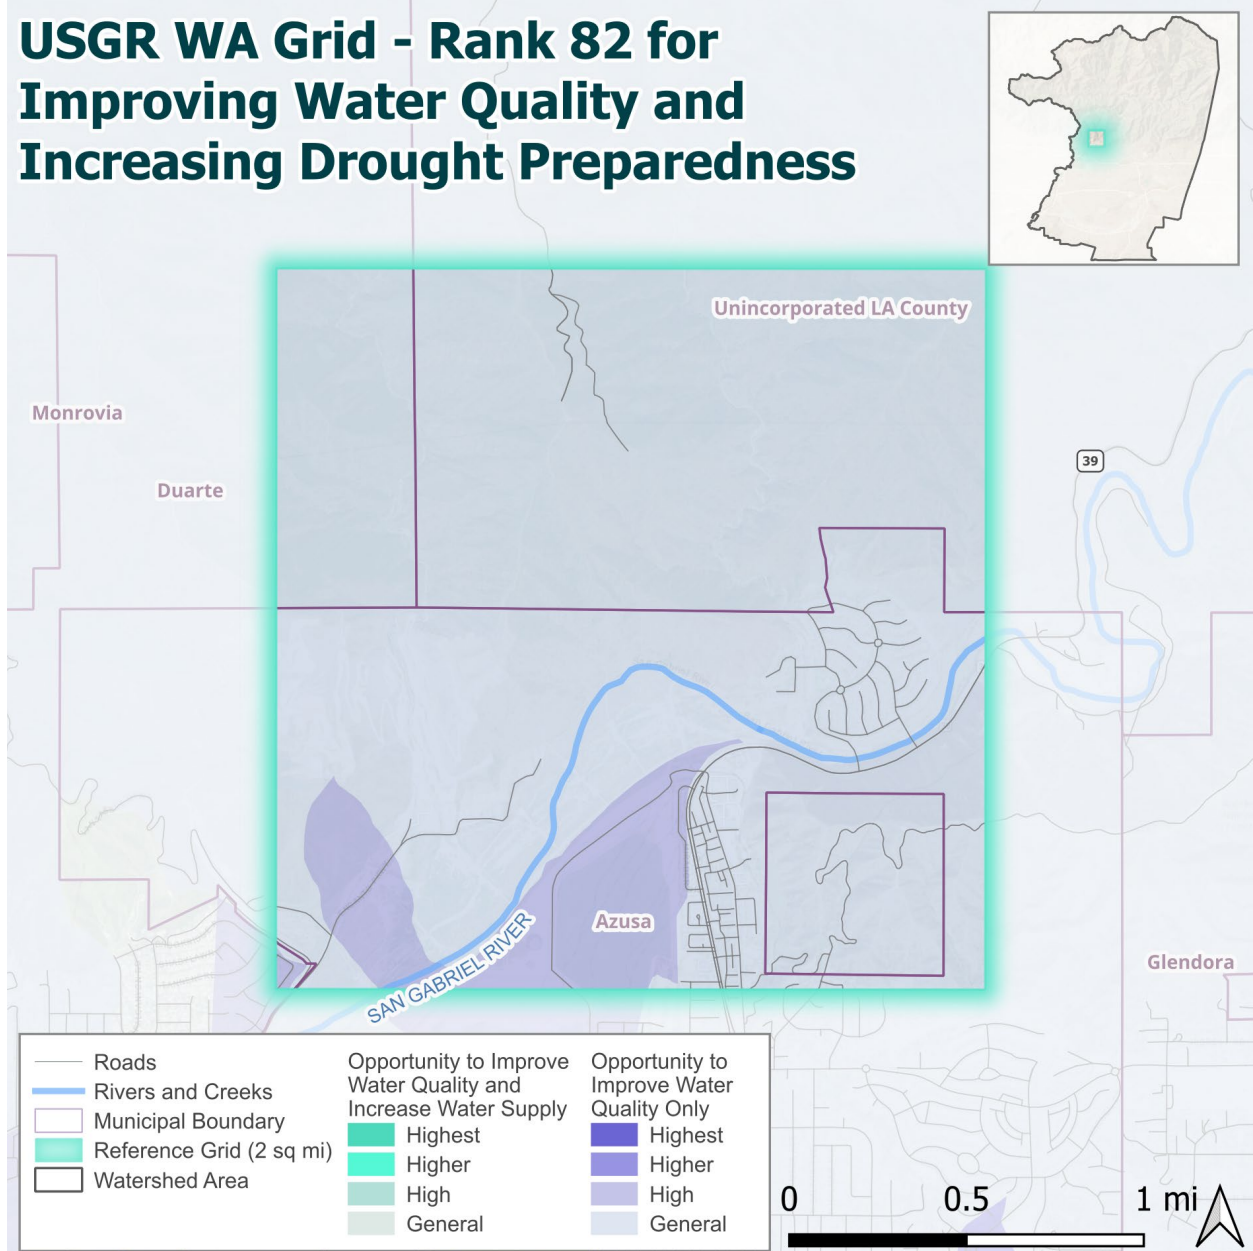 USGR WA Grid - Rank 82 for
Improving Water Quality and
Increasing Drought Preparedness
Unincorporated LA County
Monrovia
39
Duarte
Azusa
SAN GABRIEL RIVER
Glendora
Roads
Rivers and Creeks
Municipal Boundary
Reference Grid (2 sq mi)
Watershed Area
Opportunity to Improve
Water Quality and
Increase Water Supply
Highest
Higher
High
General
Opportunity to
Improve Water
Quality Only
Highest
Higher
High
General
0 0.5 1 mi